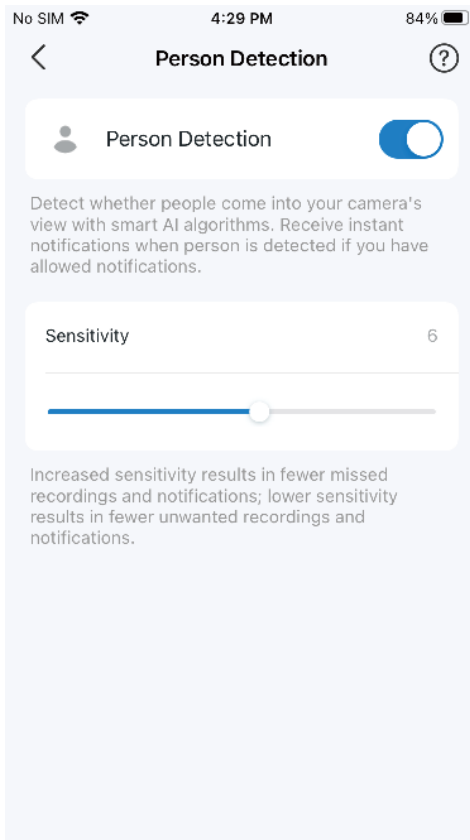 No SIM 4:29 PM 84%
Person Detection ?
Person Detection
Detect whether people come into your camera's
view with smart AI algorithms. Receive instant
notifications when person is detected if you have
allowed notifications.
Sensitivity 6
Increased sensitivity results in fewer missed
recordings and notifications; lower sensitivity
results in fewer unwanted recordings and
notifications.